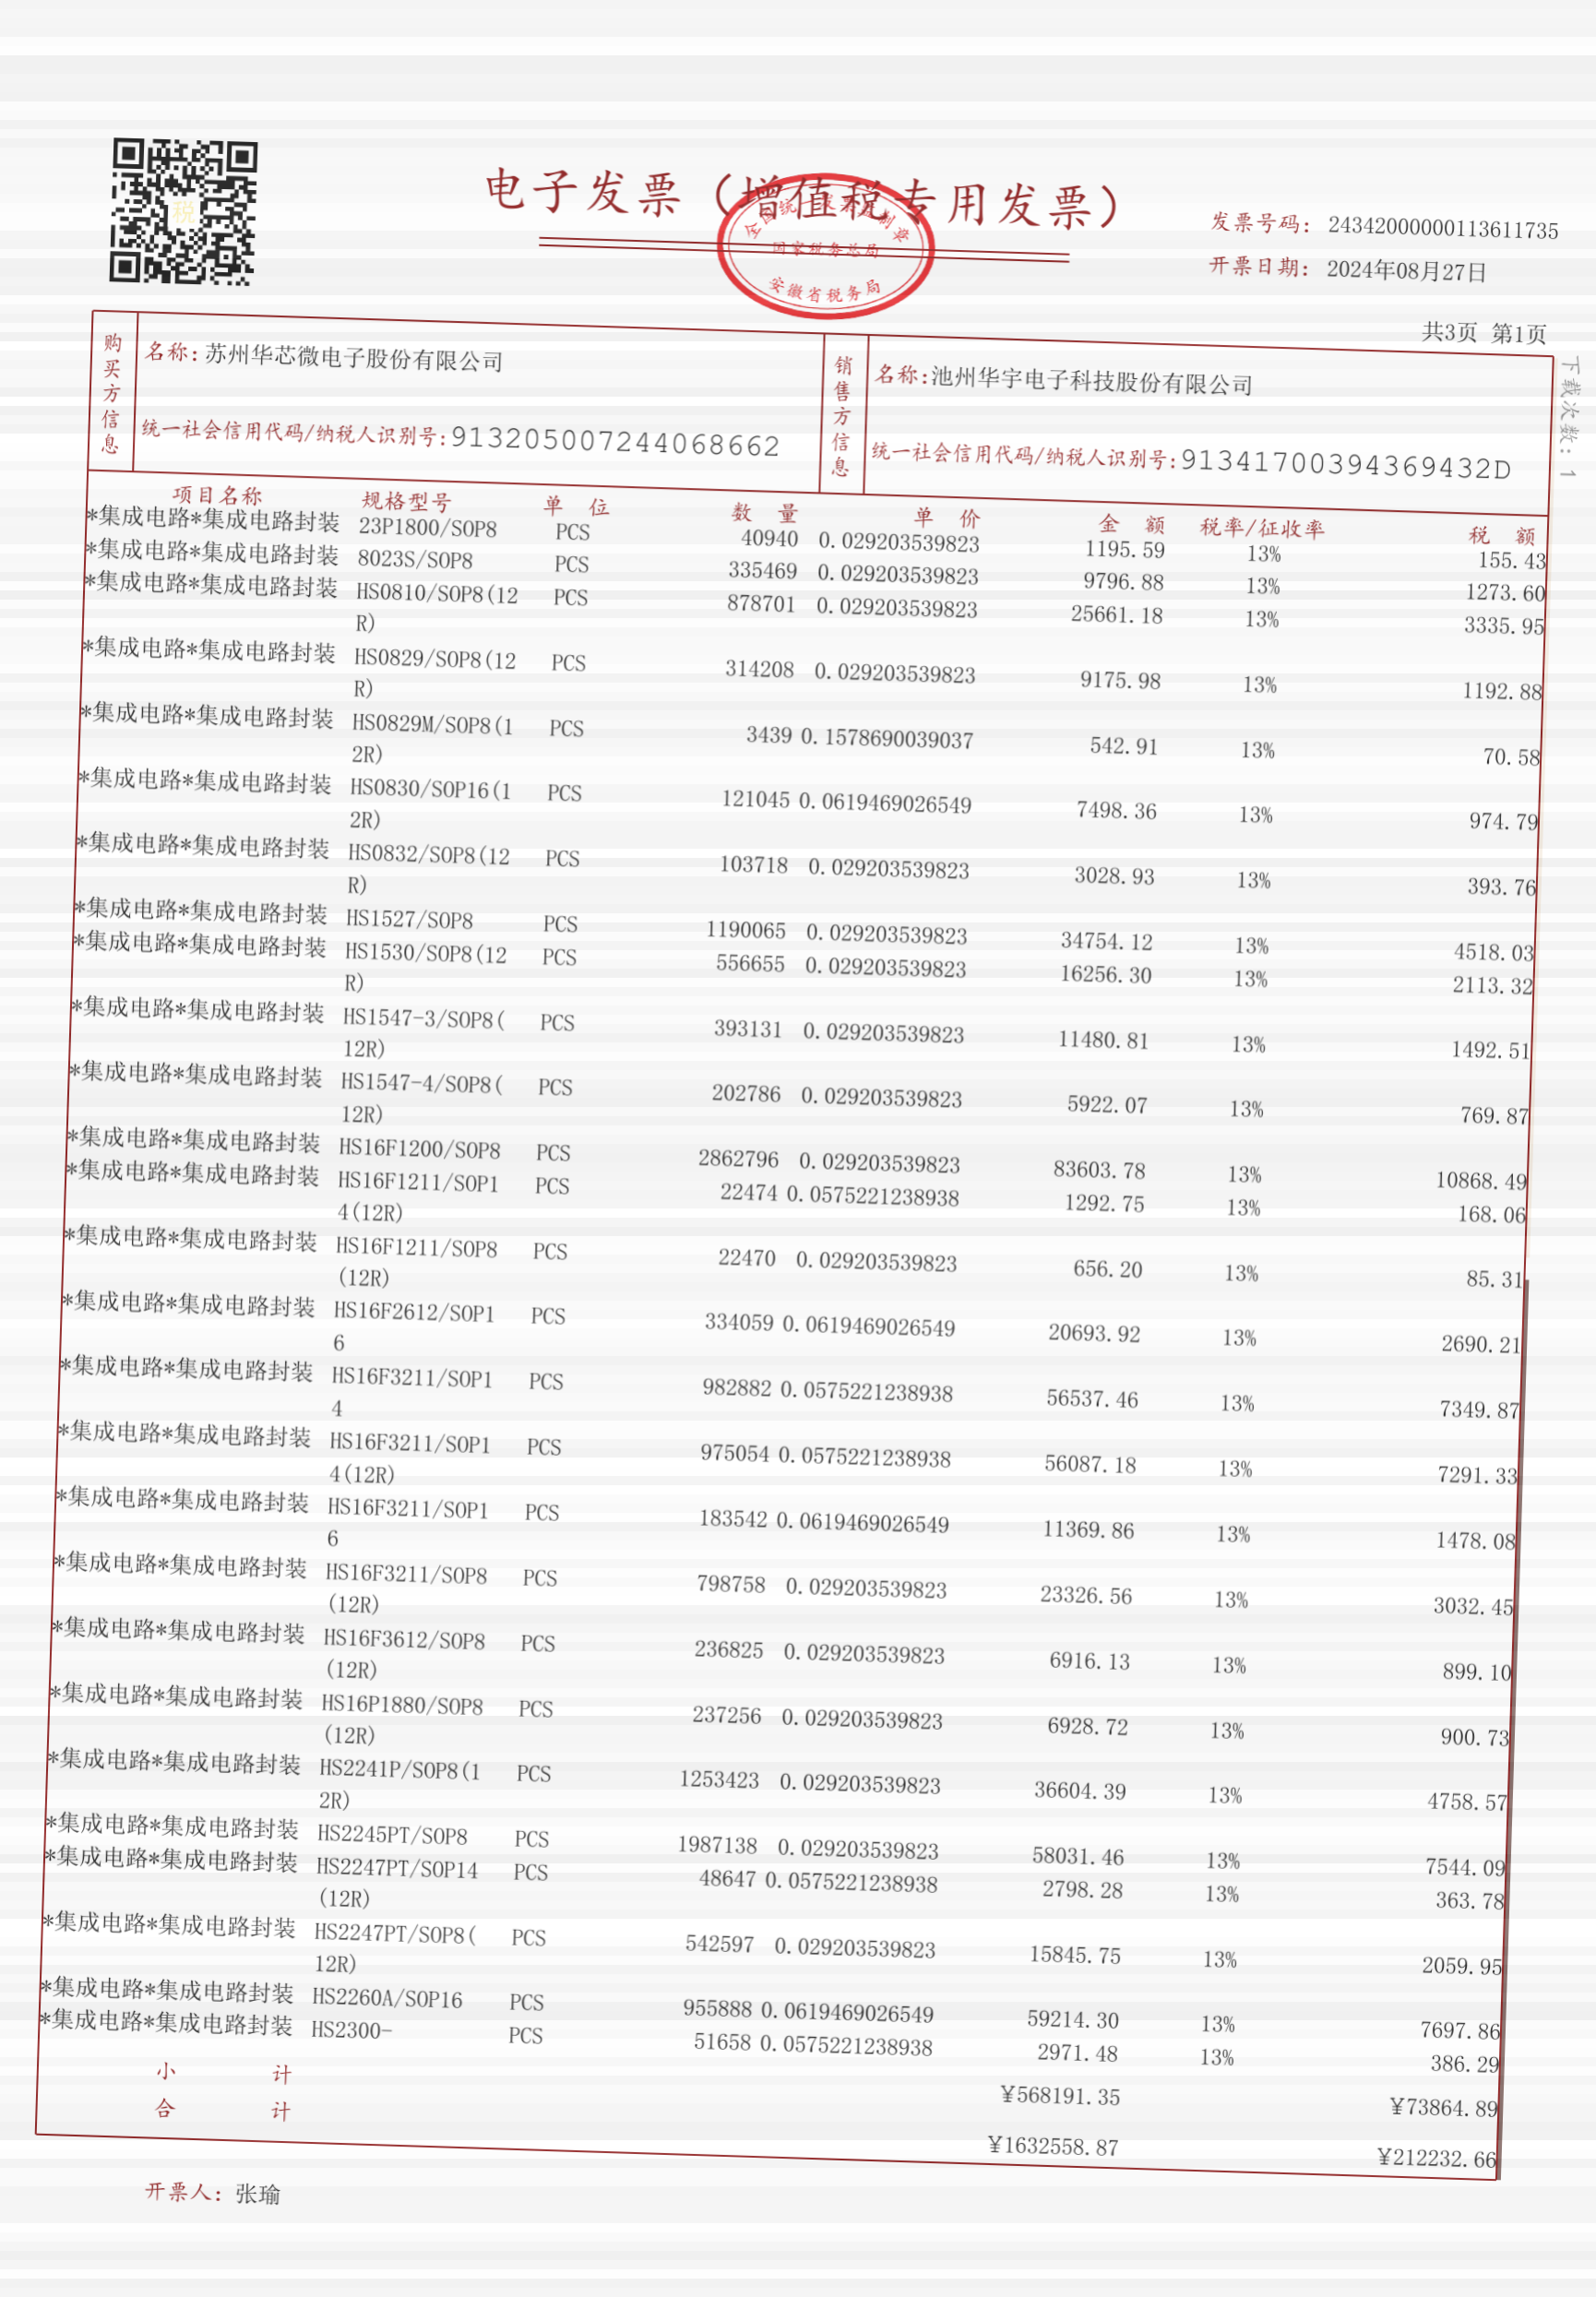 电子发票（增值税专用发票）
全国统一发票监制章
国家税务总局
安徽省税务局
税
发票号码：24342000000113611735
开票日期：2024年08月27日
共3页 第1页
下载次数：1
购买方信息
名称：苏州华芯微电子股份有限公司
统一社会信用代码/纳税人识别号：913205007244068662
销售方信息
名称：池州华宇电子科技股份有限公司
统一社会信用代码/纳税人识别号：91341700394369432D
项目名称 规格型号 单 位 数 量 单 价 金 额 税率/征收率 税 额
*集成电路*集成电路封装 23P1800/SOP8 PCS 40940 0.029203539823 1195.59 13% 155.43
*集成电路*集成电路封装 8023S/SOP8 PCS 335469 0.029203539823 9796.88 13% 1273.60
*集成电路*集成电路封装 HS0810/SOP8(12 PCS 878701 0.029203539823 25661.18 13% 3335.95
R)
*集成电路*集成电路封装 HS0829/SOP8(12 PCS 314208 0.029203539823 9175.98 13% 1192.88
R)
*集成电路*集成电路封装 HS0829M/SOP8(1 PCS 3439 0.1578690039037 542.91 13% 70.58
2R)
*集成电路*集成电路封装 HS0830/SOP16(1 PCS 121045 0.0619469026549 7498.36 13% 974.79
2R)
*集成电路*集成电路封装 HS0832/SOP8(12 PCS 103718 0.029203539823 3028.93 13% 393.76
R)
*集成电路*集成电路封装 HS1527/SOP8 PCS 1190065 0.029203539823 34754.12 13% 4518.03
*集成电路*集成电路封装 HS1530/SOP8(12 PCS 556655 0.029203539823 16256.30 13% 2113.32
R)
*集成电路*集成电路封装 HS1547-3/SOP8( PCS 393131 0.029203539823 11480.81 13% 1492.51
12R)
*集成电路*集成电路封装 HS1547-4/SOP8( PCS 202786 0.029203539823 5922.07 13% 769.87
12R)
*集成电路*集成电路封装 HS16F1200/SOP8 PCS 2862796 0.029203539823 83603.78 13% 10868.49
*集成电路*集成电路封装 HS16F1211/SOP1 PCS 22474 0.0575221238938 1292.75 13% 168.06
4(12R)
*集成电路*集成电路封装 HS16F1211/SOP8 PCS 22470 0.029203539823 656.20 13% 85.31
(12R)
*集成电路*集成电路封装 HS16F2612/SOP1 PCS 334059 0.0619469026549 20693.92 13% 2690.21
6
*集成电路*集成电路封装 HS16F3211/SOP1 PCS 982882 0.0575221238938 56537.46 13% 7349.87
4
*集成电路*集成电路封装 HS16F3211/SOP1 PCS 975054 0.0575221238938 56087.18 13% 7291.33
4(12R)
*集成电路*集成电路封装 HS16F3211/SOP1 PCS 183542 0.0619469026549 11369.86 13% 1478.08
6
*集成电路*集成电路封装 HS16F3211/SOP8 PCS 798758 0.029203539823 23326.56 13% 3032.45
(12R)
*集成电路*集成电路封装 HS16F3612/SOP8 PCS 236825 0.029203539823 6916.13 13% 899.10
(12R)
*集成电路*集成电路封装 HS16P1880/SOP8 PCS 237256 0.029203539823 6928.72 13% 900.73
(12R)
*集成电路*集成电路封装 HS2241P/SOP8(1 PCS 1253423 0.029203539823 36604.39 13% 4758.57
2R)
*集成电路*集成电路封装 HS2245PT/SOP8 PCS 1987138 0.029203539823 58031.46 13% 7544.09
*集成电路*集成电路封装 HS2247PT/SOP14 PCS 48647 0.0575221238938 2798.28 13% 363.78
(12R)
*集成电路*集成电路封装 HS2247PT/SOP8( PCS 542597 0.029203539823 15845.75 13% 2059.95
12R)
*集成电路*集成电路封装 HS2260A/SOP16 PCS 955888 0.0619469026549 59214.30 13% 7697.86
*集成电路*集成电路封装 HS2300- PCS 51658 0.0575221238938 2971.48 13% 386.29
小 计 ¥568191.35 ¥73864.89
合 计 ¥1632558.87 ¥212232.66
开票人：张瑜